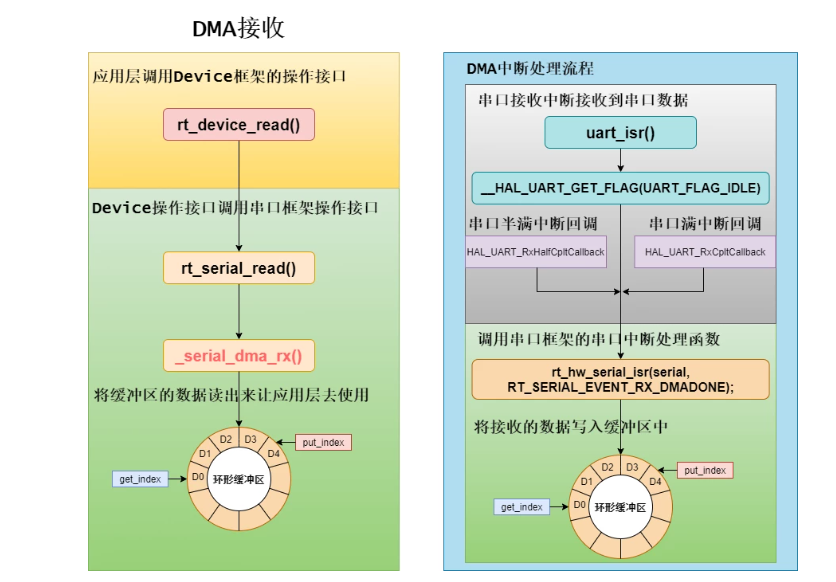 DMA接收
应用层调用Device框架的操作接口
rt_device_read()
Device操作接口调用串口框架操作接口
rt_serial_read()
_serial_dma_rx()
将缓冲区的数据读出来让应用层去使用
D2
D3
D1
D4
D0
put_index
get_index
环形缓冲区
DMA中断处理流程
串口接收中断接收到串口数据
uart_isr()
__HAL_UART_GET_FLAG(UART_FLAG_IDLE)
串口半满中断回调
串口满中断回调
HAL_UART_RxHalfCpltCallback
HAL_UART_RxCpltCallback
调用串口框架的串口中断处理函数
rt_hw_serial_isr(serial,
RT_SERIAL_EVENT_RX_DMADONE);
将接收的数据写入缓冲区中
D2
D3
D1
D4
D0
put_index
get_index
环形缓冲区